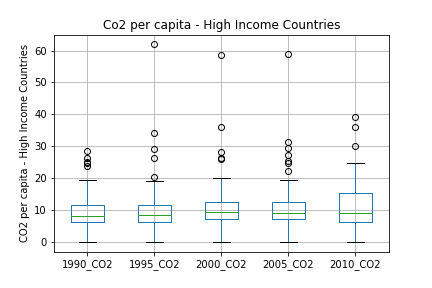 Co2 per capita - High Income Countries
CO2 per capita - High Income Countries
60
50
40
30
20
10
0
1990_CO2 1995_CO2 2000_CO2 2005_CO2 2010_CO2